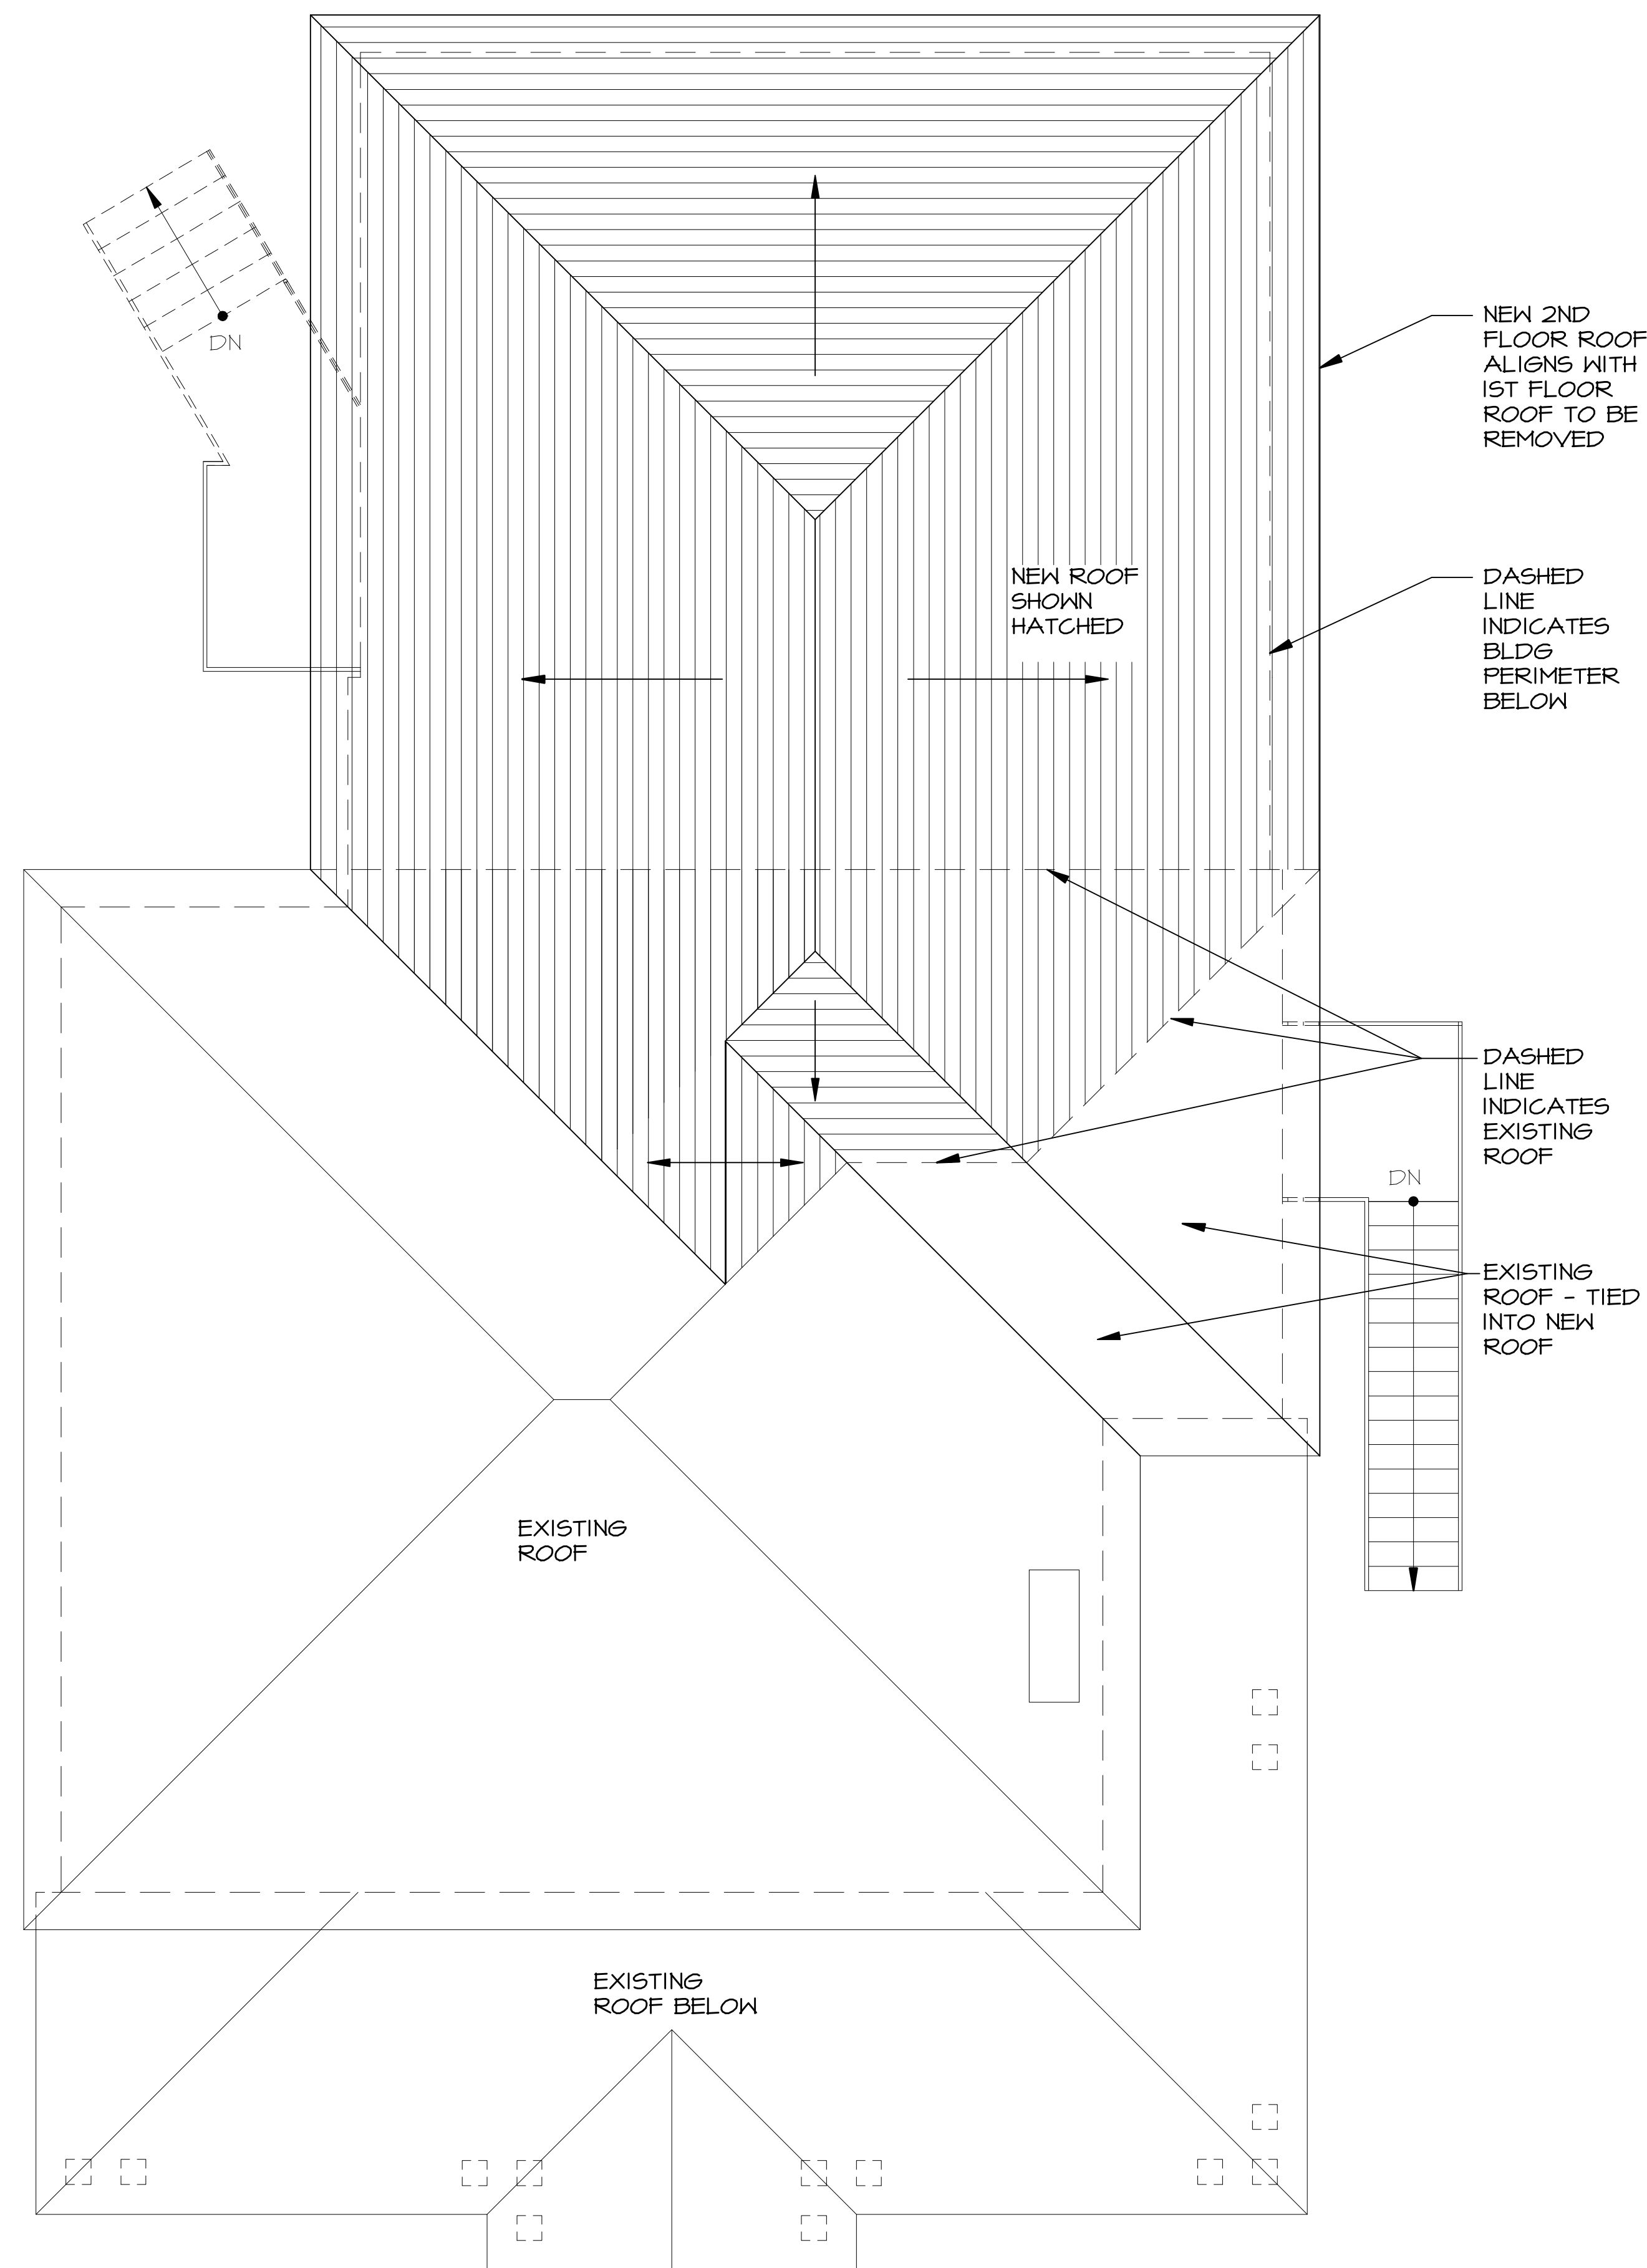 DN
NEW 2ND
FLOOR ROOF
ALIGNS WITH
1ST FLOOR
ROOF TO BE
REMOVED
NEW ROOF
SHOWN
HATCHED
DASHED
LINE
INDICATES
BLDG
PERIMETER
BELOW
DASHED
LINE
INDICATES
EXISTING
ROOF
DN
EXISTING
ROOF - TIED
INTO NEW
ROOF
EXISTING
ROOF
EXISTING
ROOF BELOW